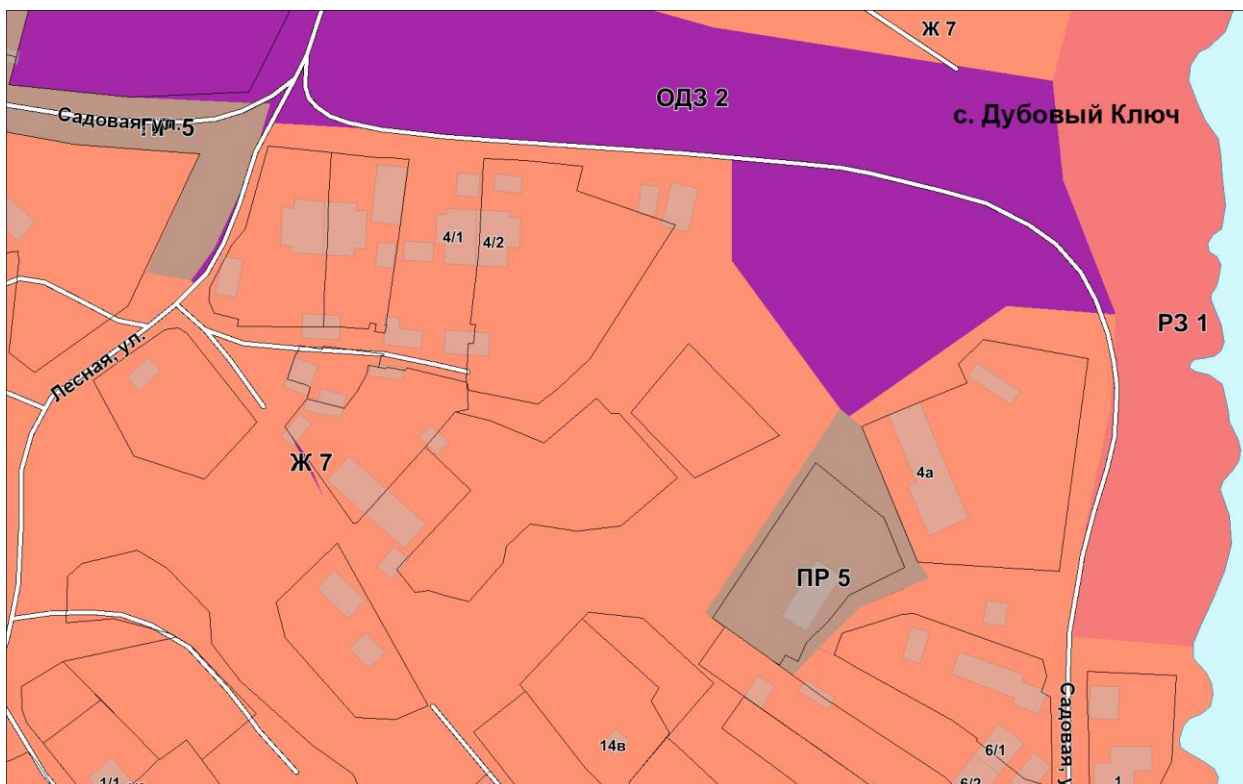 Ж 7
ОДЗ 2
с. Дубовый Ключ
Садовая, ул.
ПР 5
4/1
4/2
РЗ 1
Лесная, ул.
Ж 7
4а
ПР 5
Садовая, у
14в
6/1
6/2
1/1
1